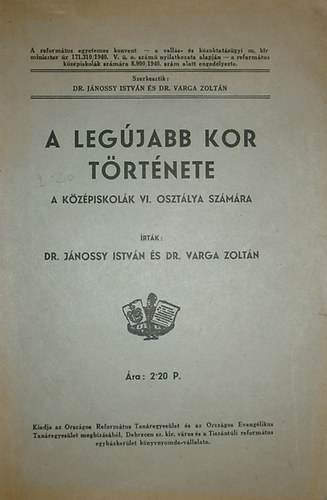 A református egyetemes konvent — a vallás- és közoktatásügyi m. kir
miniszter úr 171.310/1940. V. ü. o. számú nyilatkozata alapján — a református
középiskolák számára 8.909/1940. szám alatt engedélyezte.
Szerkesztik:
DR. JÁNOSSY ISTVÁN ÉS DR. VARGA ZOLTÁN
A LEGÚJABB KOR
TÖRTÉNETE
A KÖZÉPISKOLÁK VI. OSZTÁLYA SZÁMÁRA
ÍRTÁK:
DR. JÁNOSSY ISTVÁN ÉS DR. VARGA ZOLTÁN
Ára: 2·20 P.
Kiadja az Országos Református Tanáregyesület és az Országos Evangélikus
Tanáregyesület megbízásából, Debrecen sz. kir. város és a Tiszántúli református
egyházkerület könyvnyomda-vállalata.